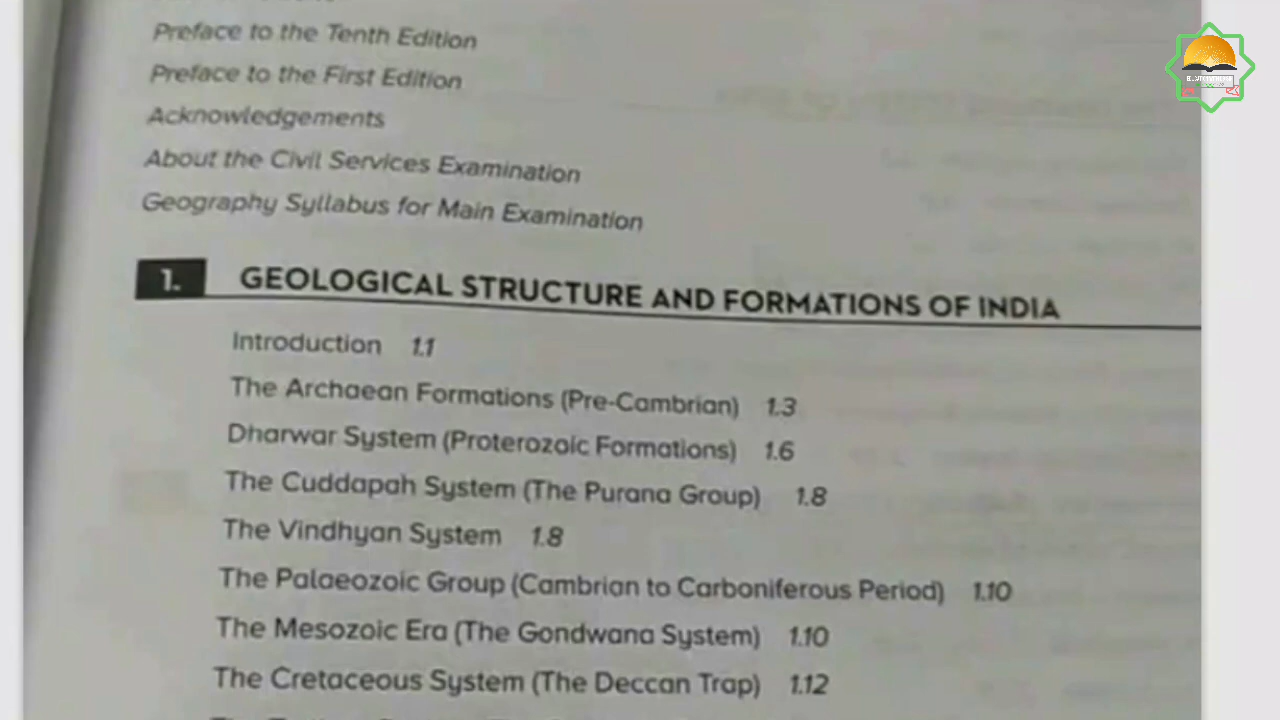 Preface to the Tenth Edition
Preface to the First Edition
Acknowledgements
About the Civil Services Examination
Geography Syllabus for Main Examination
1. GEOLOGICAL STRUCTURE AND FORMATIONS OF INDIA
Introduction 1.1
The Archaean Formations (Pre-Cambrian) 1.3
Dharwar System (Proterozoic Formations) 1.6
The Cuddapah System (The Purana Group) 1.8
The Vindhyan System 1.8
The Palaeozoic Group (Cambrian to Carboniferous Period) 1.10
The Mesozoic Era (The Gondwana System) 1.10
The Cretaceous System (The Deccan Trap) 1.12